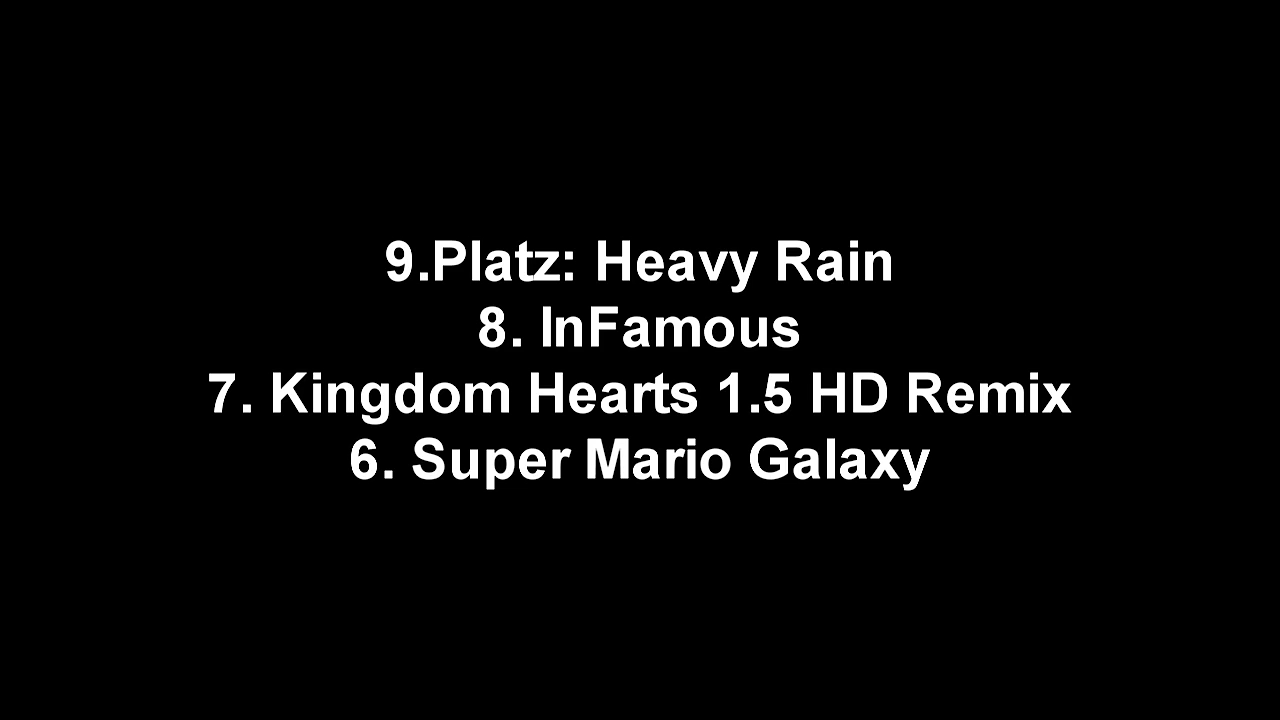 9.Platz: Heavy Rain
8. InFamous
7. Kingdom Hearts 1.5 HD Remix
6. Super Mario Galaxy